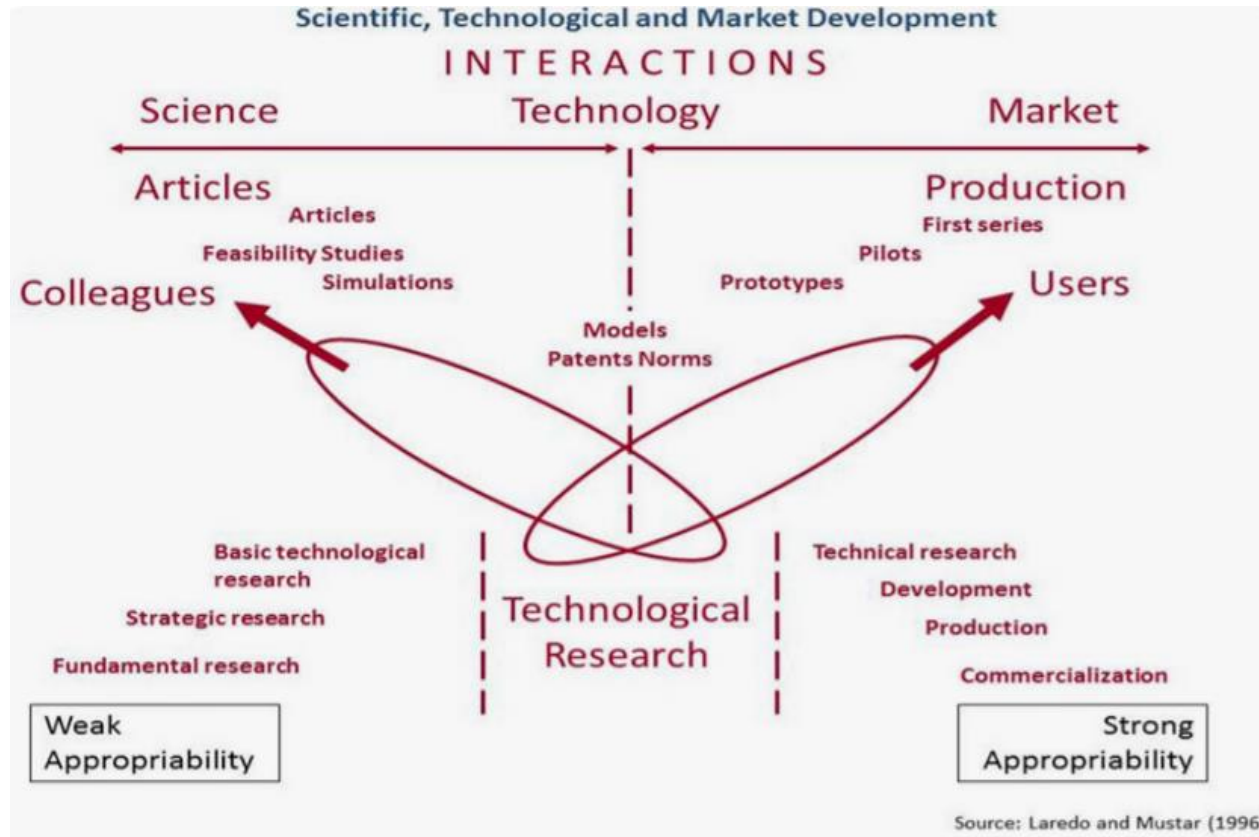 Scientific, Technological and Market Development
INTERACTIONS
Science
Technology
Market
Articles
Production
Articles
First series
Feasibility Studies
Pilots
Simulations
Prototypes
Colleagues
Users
Models
Patents Norms
Basic technological
research
Technical research
Strategic research
Development
Fundamental research
Production
Commercialization
Technological
Research
Weak
Appropriability
Strong
Appropriability
Source: Laredo and Mustar (1996